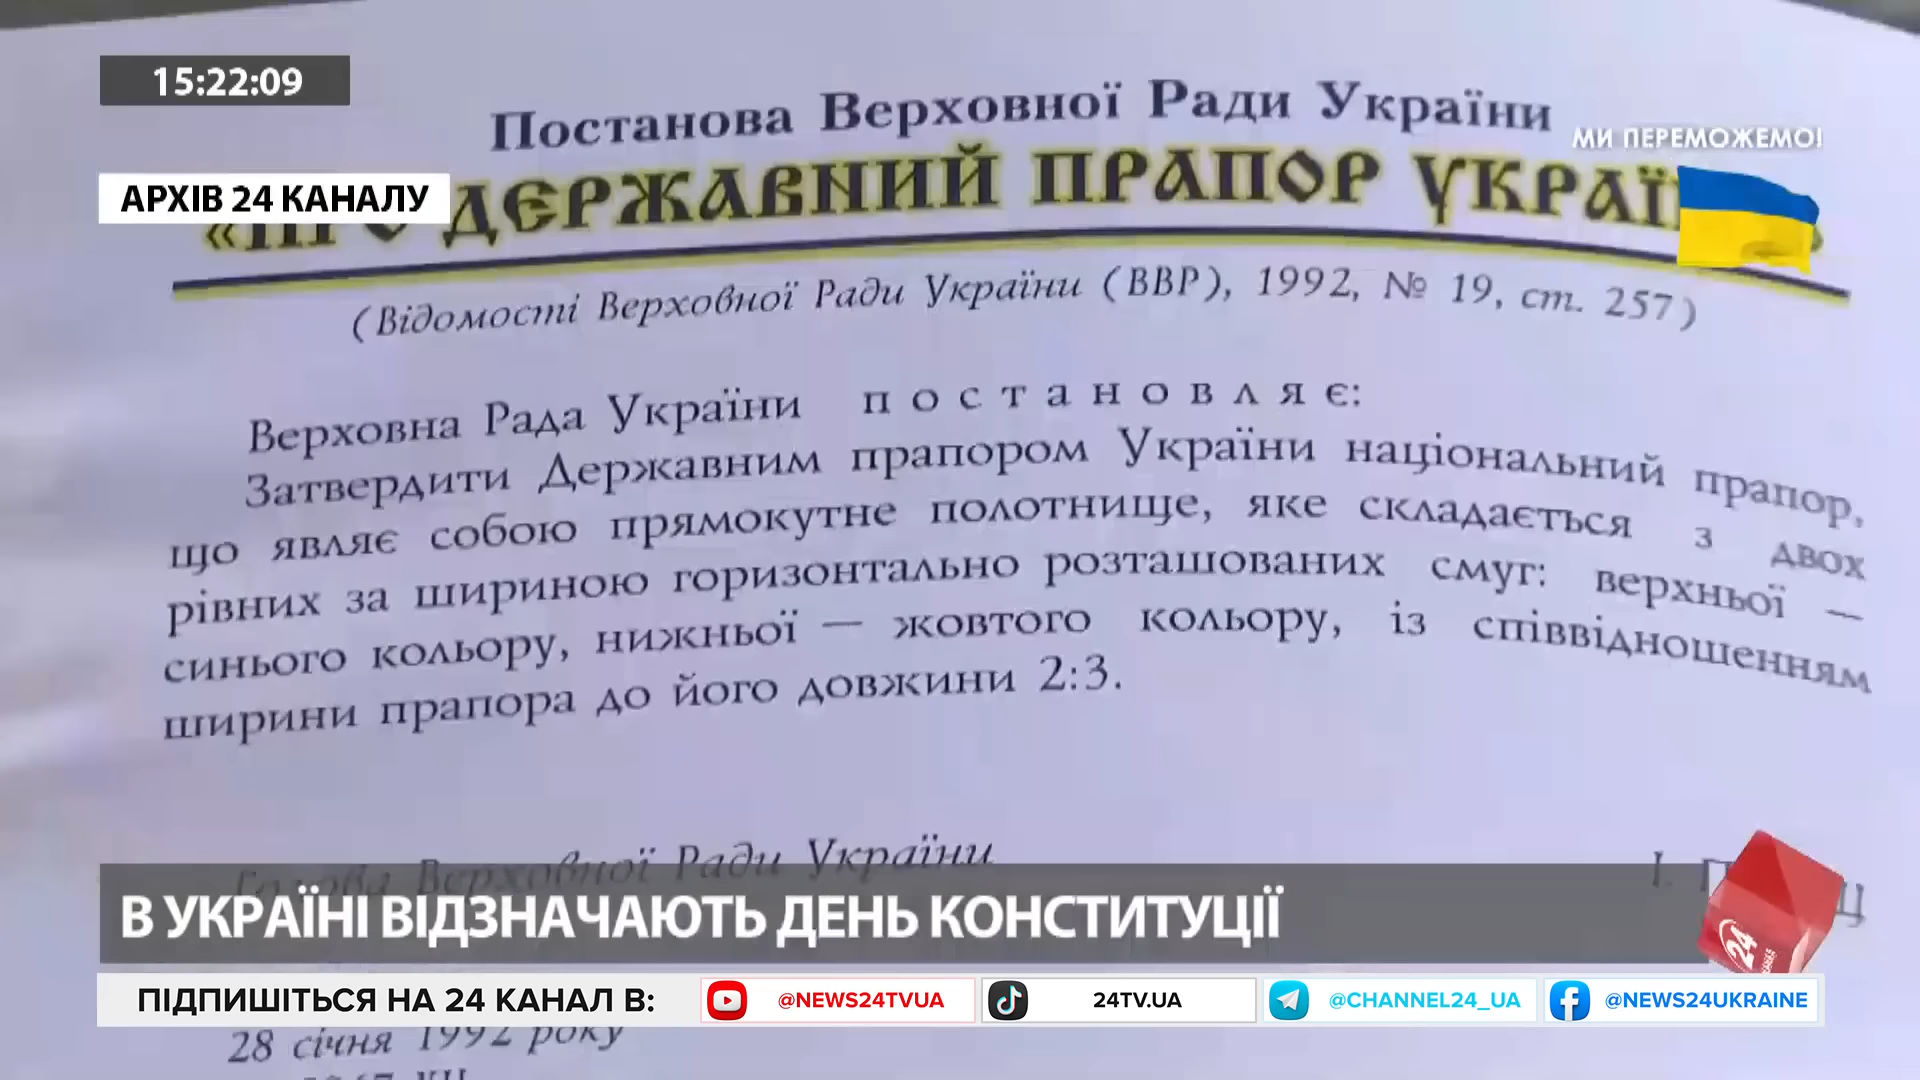 15:22:09
Постанова Верховної Ради України
МИ ПЕРЕМОЖЕМО!
АРХІВ 24 КАНАЛУ
ДЕРЖАВНИЙ ПРАПОР
(Відомості Верховної Ради України (ВВР), 1992, № 19, ст. 257)
Верховна Рада України постановляє:
Затвердити Державним прапором України національний прапор,
що являє собою прямокутне полотнище, яке складається з двох
рівних за шириною горизонтально розташованих смуг: верхньої —
синього кольору, нижньої — жовтого кольору, із співвідношенням
ширини прапора до його довжини 2:3.
Голова Верховної Ради України
В УКРАЇНІ ВІДЗНАЧАЮТЬ ДЕНЬ КОНСТИТУЦІЇ
24
ПІДПИШІТЬСЯ НА 24 КАНАЛ В: @NEWS24TVUA 24TV.UA @CHANNEL24_UA @NEWS24UKRAINE
28 січня 1992 року